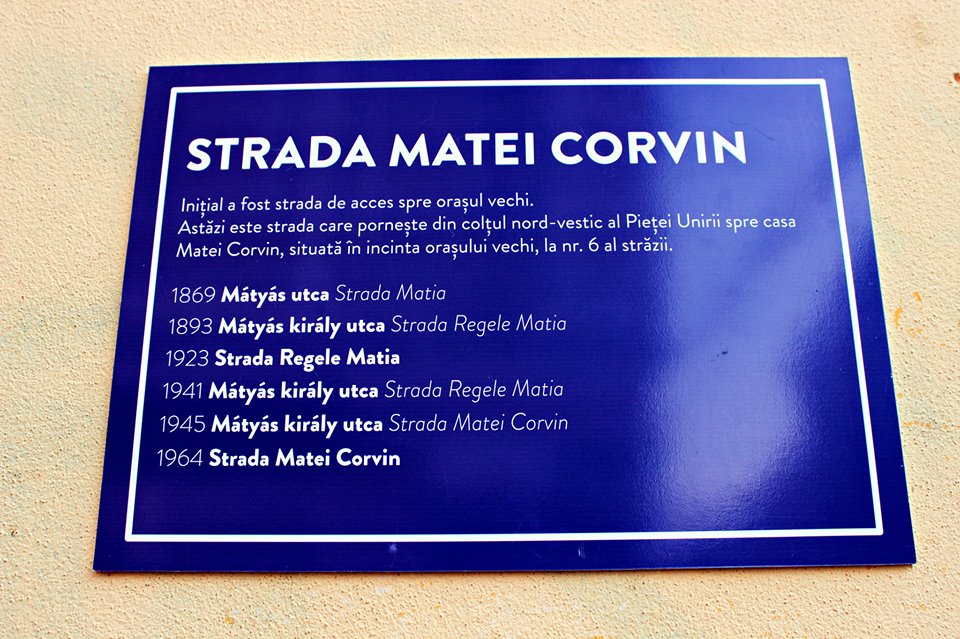 STRADA MATEI CORVIN
Inițial a fost strada de acces spre orașul vechi.
Astăzi este strada care pornește din colțul nord-vestic al Pieței Unirii spre casa
Matei Corvin, situată în incinta orașului vechi, la nr. 6 al străzii.
1869 Mátyás utca Strada Matia
1893 Mátyás király utca Strada Regele Matia
1923 Strada Regele Matia
1941 Mátyás király utca Strada Regele Matia
1945 Mátyás király utca Strada Matei Corvin
1964 Strada Matei Corvin